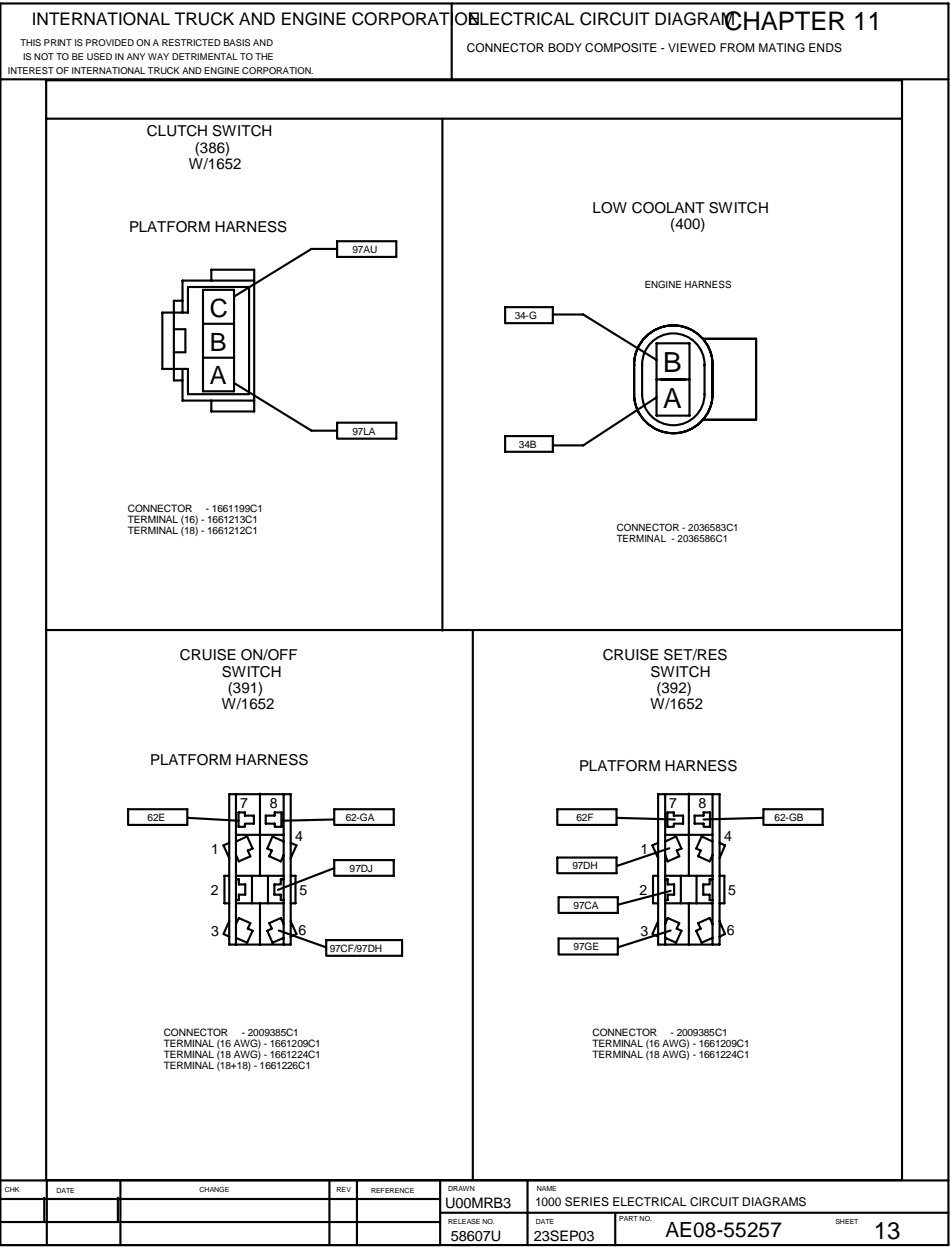 INTERNATIONAL TRUCK AND ENGINE CORPORATION
THIS PRINT IS PROVIDED ON A RESTRICTED BASIS AND
IS NOT TO BE USED IN ANY WAY DETRIMENTAL TO THE
INTEREST OF INTERNATIONAL TRUCK AND ENGINE CORPORATION.
ELECTRICAL CIRCUIT DIAGRAM
CHAPTER 11
CONNECTOR BODY COMPOSITE - VIEWED FROM MATING ENDS
CLUTCH SWITCH
(386)
W/1652
PLATFORM HARNESS
97AU
C
B
A
97LA
CONNECTOR - 1661199C1
TERMINAL (16) - 1661213C1
TERMINAL (18) - 1661212C1
LOW COOLANT SWITCH
(400)
ENGINE HARNESS
34-G
B
A
34B
CONNECTOR - 2036583C1
TERMINAL - 2036586C1
CRUISE ON/OFF
SWITCH
(391)
W/1652
PLATFORM HARNESS
62E
7 8
62-GA
1 4
97DJ
2 5
3 6
97CF/97DH
CONNECTOR - 2009385C1
TERMINAL (16 AWG) - 1661209C1
TERMINAL (18 AWG) - 1661224C1
TERMINAL (18+18) - 1661226C1
CRUISE SET/RES
SWITCH
(392)
W/1652
PLATFORM HARNESS
62F
7 8
62-GB
1 4
97DH
2 5
97CA
3 6
97GE
CONNECTOR - 2009385C1
TERMINAL (16 AWG) - 1661209C1
TERMINAL (18 AWG) - 1661224C1
CHK DATE CHANGE REV REFERENCE
DRAWN
U00MRB3
NAME
1000 SERIES ELECTRICAL CIRCUIT DIAGRAMS
RELEASE NO.
58607U
DATE
23SEP03
PART NO.
AE08-55257
SHEET 13